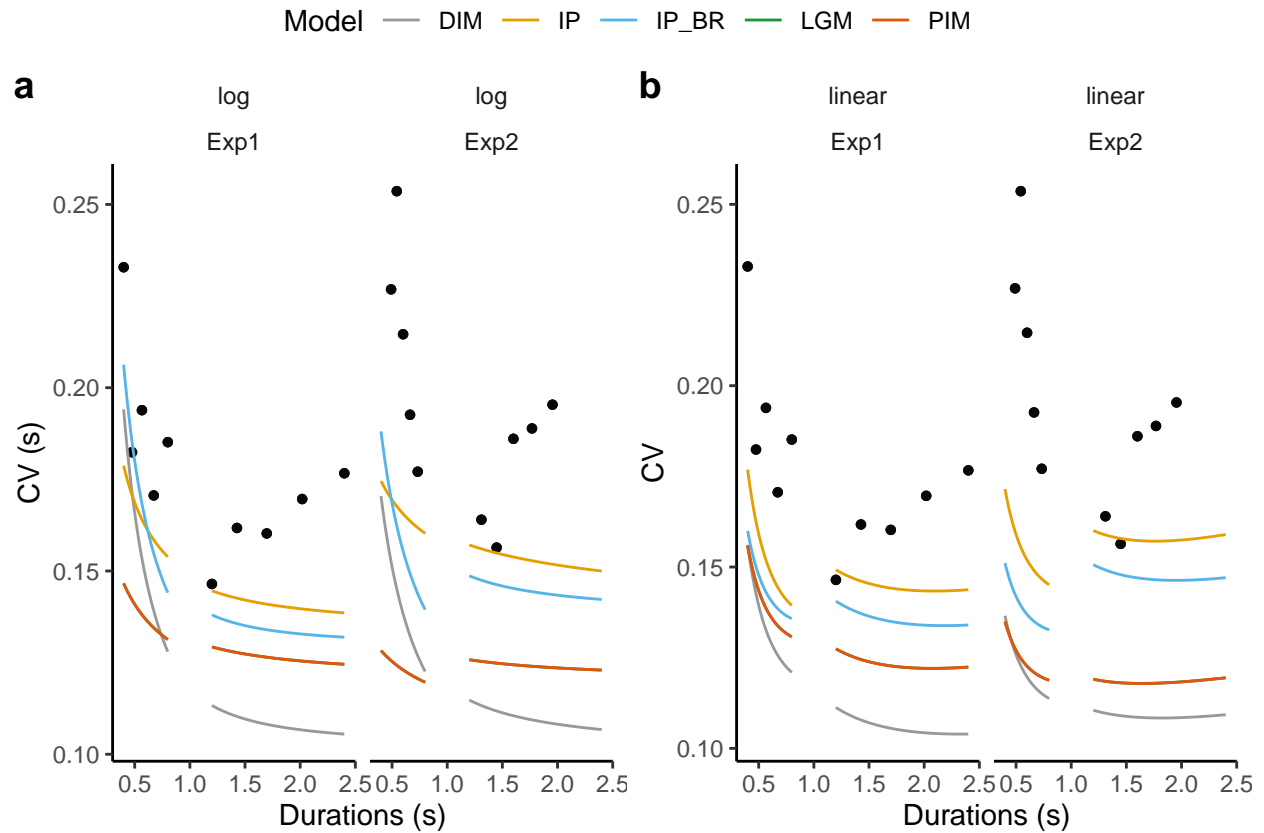 Model DIM IP IP_BR LGM PIM
a b
log log linear linear
Exp1 Exp2 Exp1 Exp2
0.25 0.25
0.20 0.20
0.15 0.15
0.10 0.10
CV (s) CV
0.5 1.0 1.5 2.0 2.5 0.5 1.0 1.5 2.0 2.5 0.5 1.0 1.5 2.0 2.5 0.5 1.0 1.5 2.0 2.5
Durations (s) Durations (s)